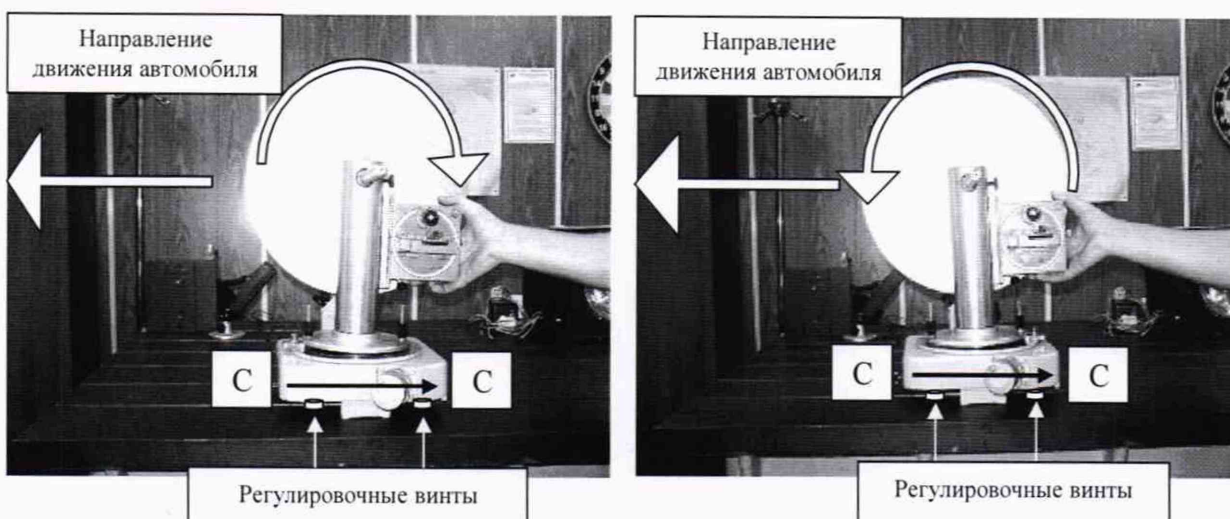 Направление
движения автомобиля
С
С
Регулировочные винты
Направление
движения автомобиля
С
С
Регулировочные винты